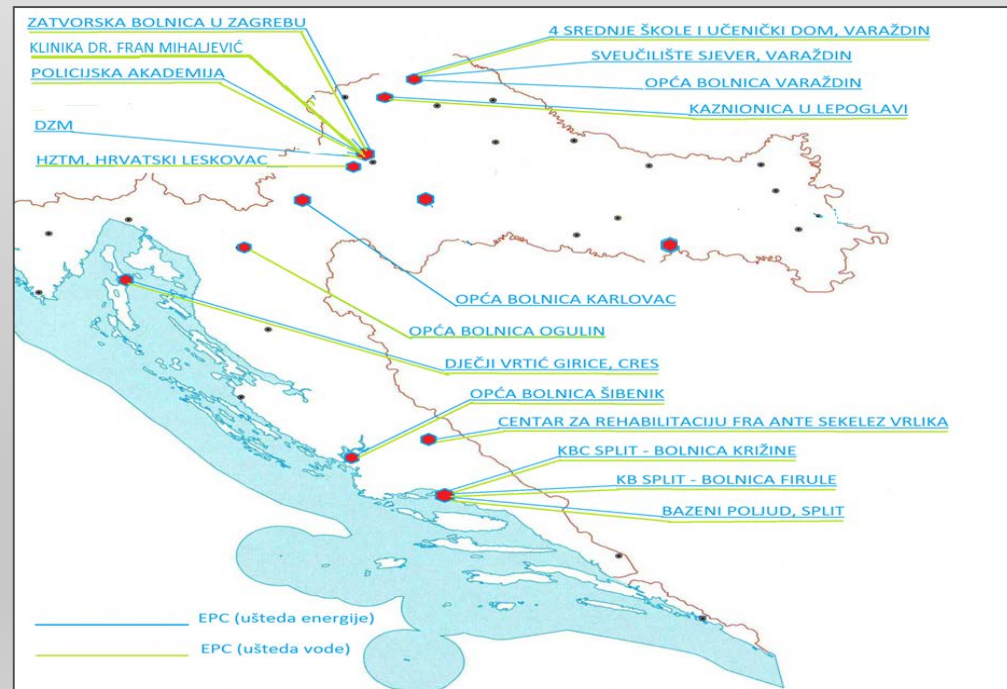 ZATVORSKA BOLNICA U ZAGREBU
KLINIKA DR. FRAN MIHALJEVIĆ
POLICIJSKA AKADEMIJA
DZM
HZTM, HRVATSKI LESKOVAC
4 SREDNJE ŠKOLE I UČENIČKI DOM, VARAŽDIN
SVEUČILIŠTE SJEVER, VARAŽDIN
OPĆA BOLNICA VARAŽDIN
KAZNIONICA U LEPOGLAVI
OPĆA BOLNICA KARLOVAC
OPĆA BOLNICA OGULIN
DJEČJI VRTIĆ GIRICE, CRES
OPĆA BOLNICA ŠIBENIK
CENTAR ZA REHABILITACIJU FRA ANTE SEKELEZ VRLIKA
KBC SPLIT - BOLNICA KRIŽINE
KB SPLIT - BOLNICA FIRULE
BAZENI POLJUD, SPLIT
EPC (ušteda energije)
EPC (ušteda vode)